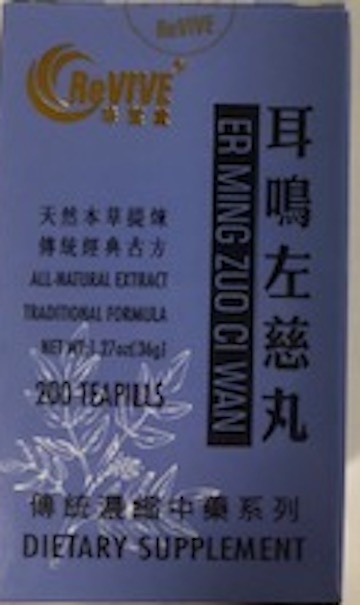 ReVIVE
ReVIVE
耳鳴左慈丸
ER MING ZUO CI WAN
天然本草提煉
傳統經典古方
ALL-NATURAL EXTRACT
TRADITIONAL FORMULA
NET WT:1.27oz(36g)
200 TEAPILLS
傳統濃縮中藥系列
DIETARY SUPPLEMENT